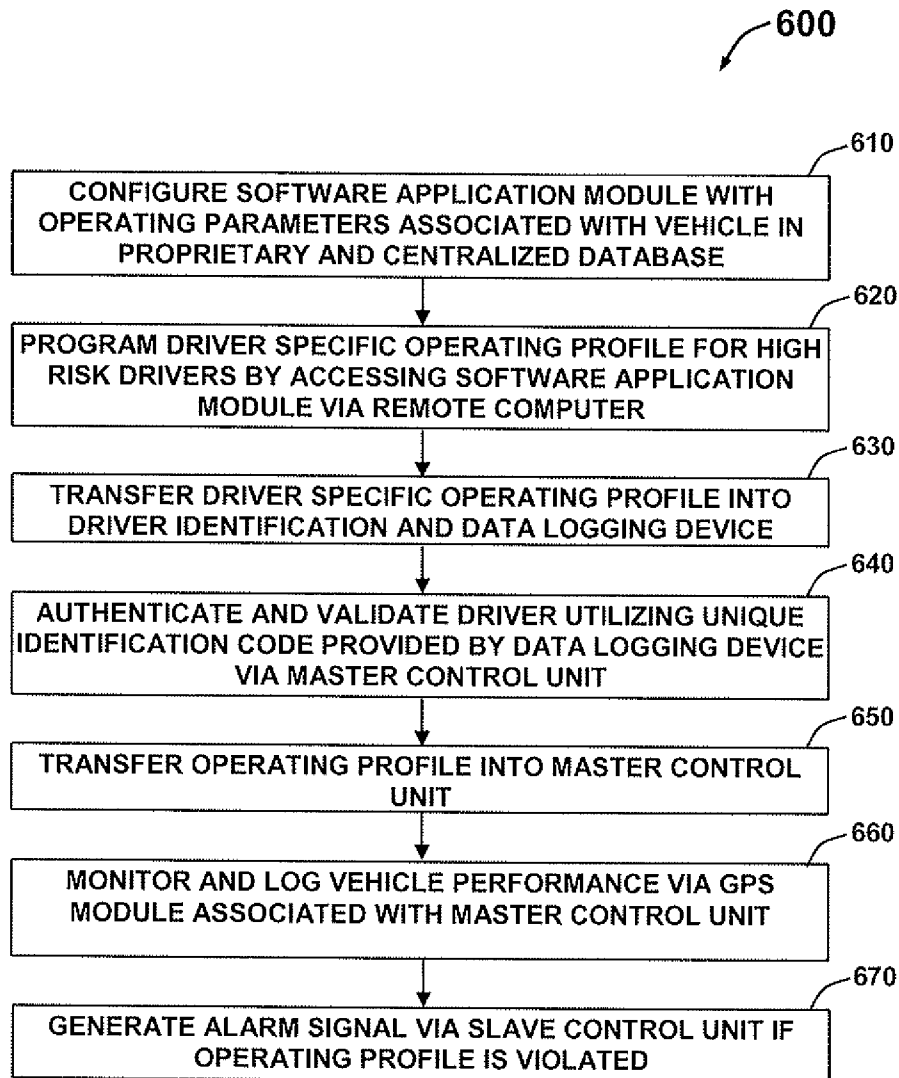 600
610
CONFIGURE SOFTWARE APPLICATION MODULE WITH
OPERATING PARAMETERS ASSOCIATED WITH VEHICLE IN
PROPRIETARY AND CENTRALIZED DATABASE
620
PROGRAM DRIVER SPECIFIC OPERATING PROFILE FOR HIGH
RISK DRIVERS BY ACCESSING SOFTWARE APPLICATION
MODULE VIA REMOTE COMPUTER
630
TRANSFER DRIVER SPECIFIC OPERATING PROFILE INTO
DRIVER IDENTIFICATION AND DATA LOGGING DEVICE
640
AUTHENTICATE AND VALIDATE DRIVER UTILIZING UNIQUE
IDENTIFICATION CODE PROVIDED BY DATA LOGGING DEVICE
VIA MASTER CONTROL UNIT
650
TRANSFER OPERATING PROFILE INTO MASTER CONTROL
UNIT
660
MONITOR AND LOG VEHICLE PERFORMANCE VIA GPS
MODULE ASSOCIATED WITH MASTER CONTROL UNIT
670
GENERATE ALARM SIGNAL VIA SLAVE CONTROL UNIT IF
OPERATING PROFILE IS VIOLATED